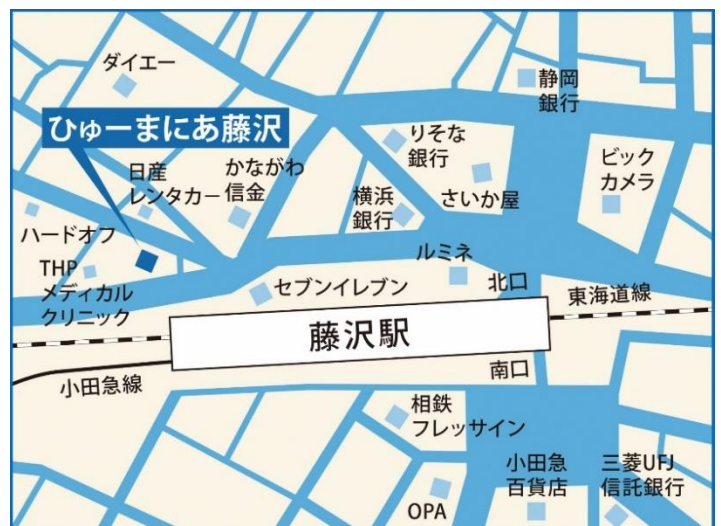 ダイエー
静岡
銀行
ひゅーまにあ藤沢
りそな
銀行
日産
レンタカー
かながわ
信金
ビック
カメラ
横浜
銀行
さいか屋
ハードオフ
THP
メディカル
クリニック
ルミネ
セブンイレブン
北口
東海道線
藤沢駅
小田急線
南口
相鉄
フレッサイン
小田急
百貨店
三菱UFJ
信託銀行
OPA